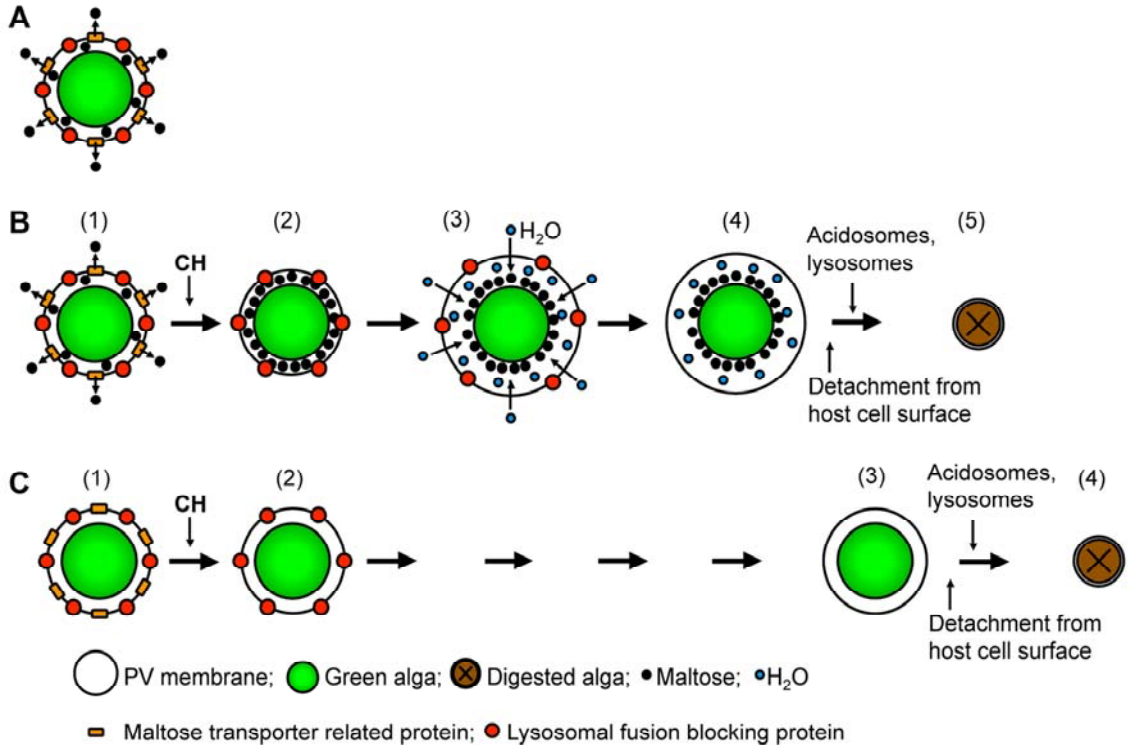 A
B
(1)
(2)
(3)
(4)
(5)
CH
H₂O
Acidosomes,
lysosomes
Detachment from
host cell surface
C
(1)
(2)
(3)
(4)
CH
Acidosomes,
lysosomes
Detachment from
host cell surface
PV membrane; Green alga; Digested alga; Maltose; H₂O
Maltose transporter related protein; Lysosomal fusion blocking protein